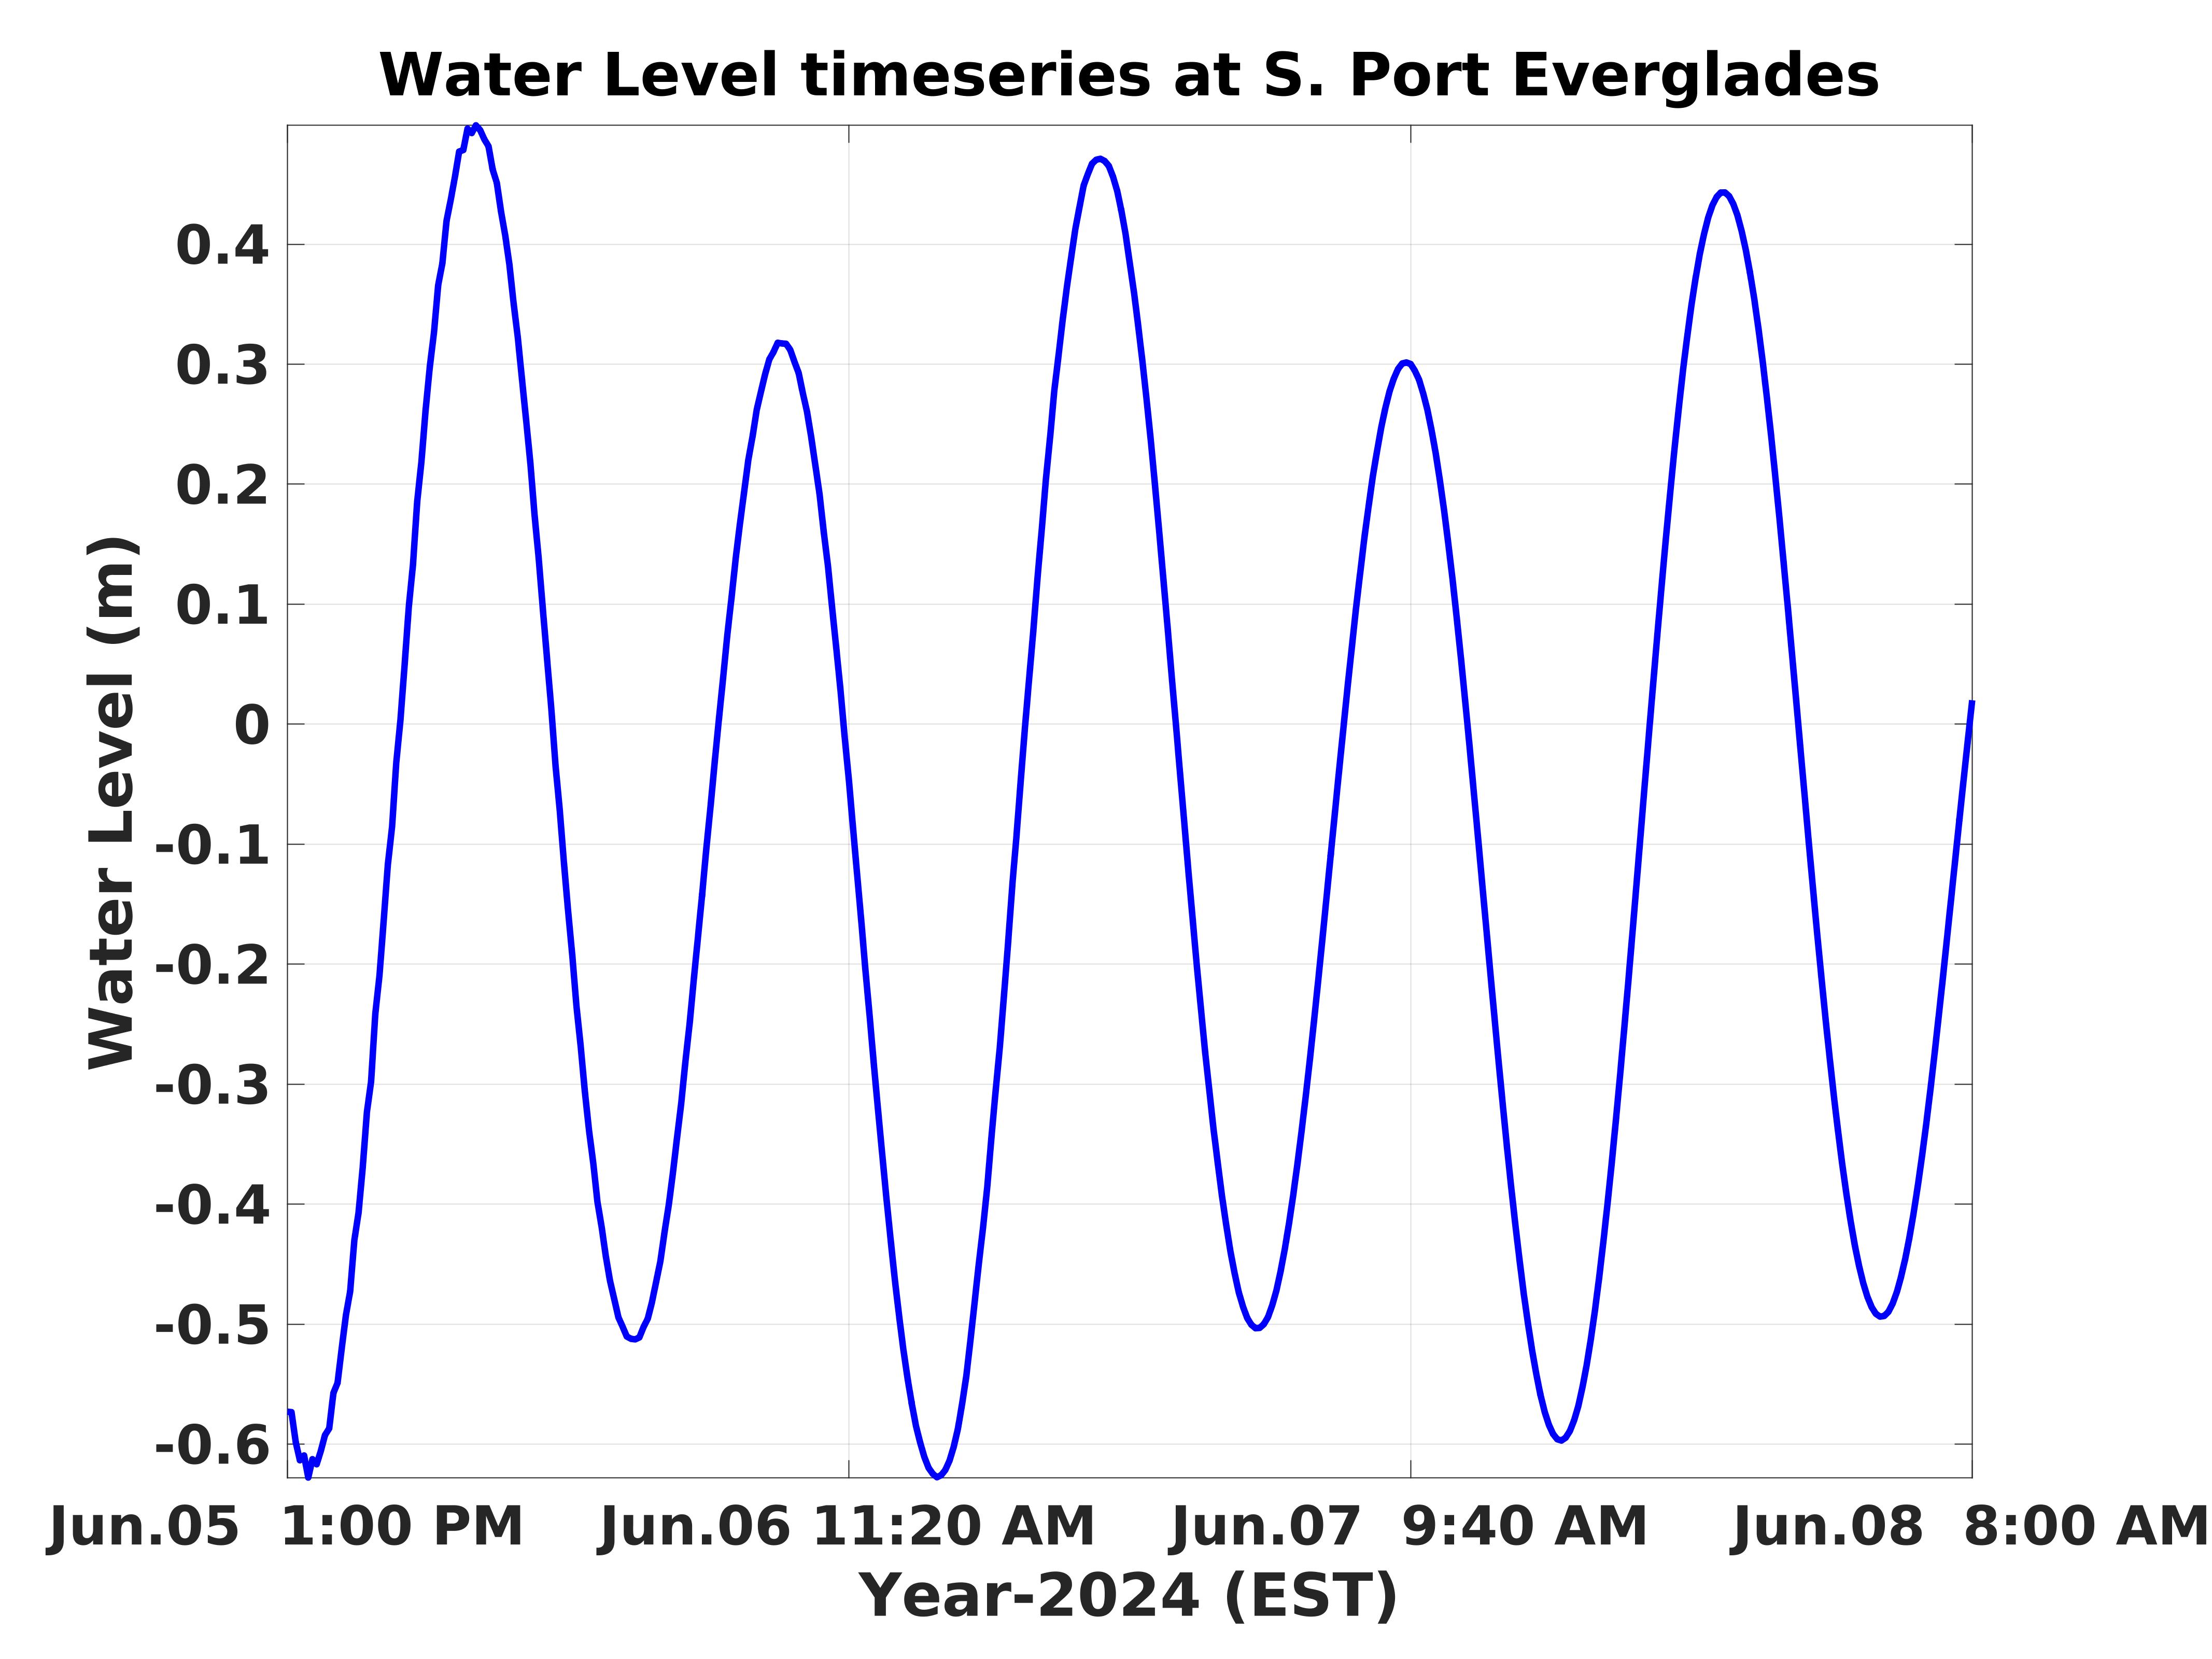 Water Level timeseries at S. Port Everglades
Water Level (m)
0.4
0.3
0.2
0.1
0
-0.1
-0.2
-0.3
-0.4
-0.5
-0.6
Jun.05 1:00 PM Jun.06 11:20 AM Jun.07 9:40 AM Jun.08 8:00 AM
Year-2024 (EST)